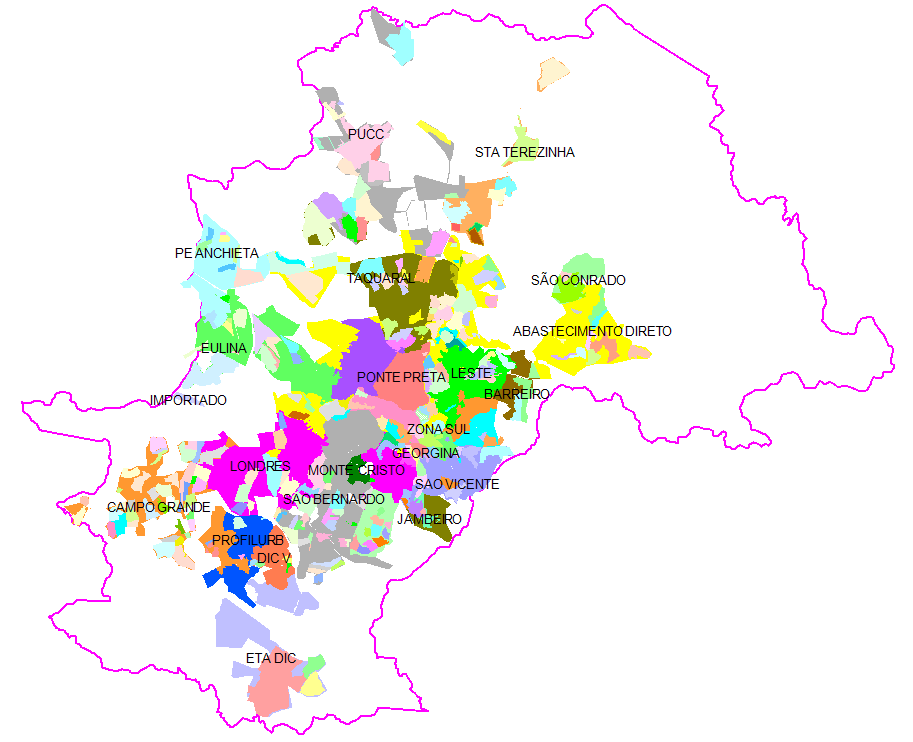 PUCC
STA TEREZINHA
PE ANCHIETA
TAQUARAL
SÃO CONRADO
ABASTECIMENTO DIRETO
EULINA
PONTE PRETA
LESTE
BARREIRO
IMPORTADO
ZONA SUL
GEORGINA
LONDRES
MONTE CRISTO
SAO VICENTE
SAO BERNARDO
CAMPO GRANDE
JAMBEIRO
PROFILURB
DIC V
ETA DIC